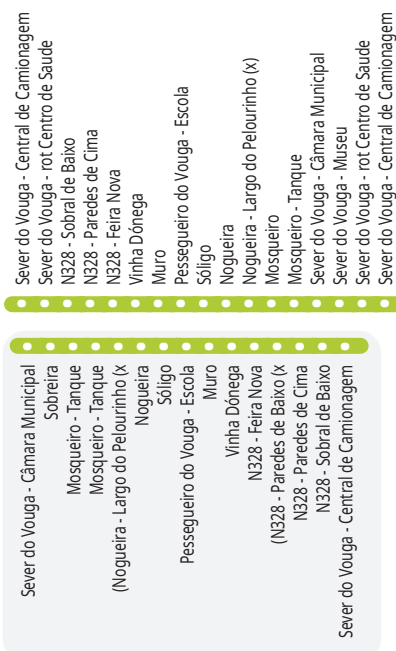 Sever do Vouga - Central de Camionagem
Sever do Vouga - rot Centro de Saude
N328 - Sobral de Baixo
N328 - Paredes de Cima
N328 - Feira Nova
Vinha Dónega
Muro
Pessegueiro do Vouga - Escola
Sóligo
Nogueira
Nogueira - Largo do Pelourinho (x)
Mosqueiro
Mosqueiro - Tanque
Sever do Vouga - Câmara Municipal
Sever do Vouga - Museu
Sever do Vouga - rot Centro de Saude
Sever do Vouga - Central de Camionagem
Sever do Vouga - Câmara Municipal
Sobreira
Mosqueiro - Tanque
Mosqueiro - Tanque
(Nogueira - Largo do Pelourinho (x
Nogueira
Sóligo
Pessegueiro do Vouga - Escola
Muro
Vinha Dónega
N328 - Feira Nova
(N328 - Paredes de Baixo (x
N328 - Paredes de Cima
N328 - Sobral de Baixo
Sever do Vouga - Central de Camionagem